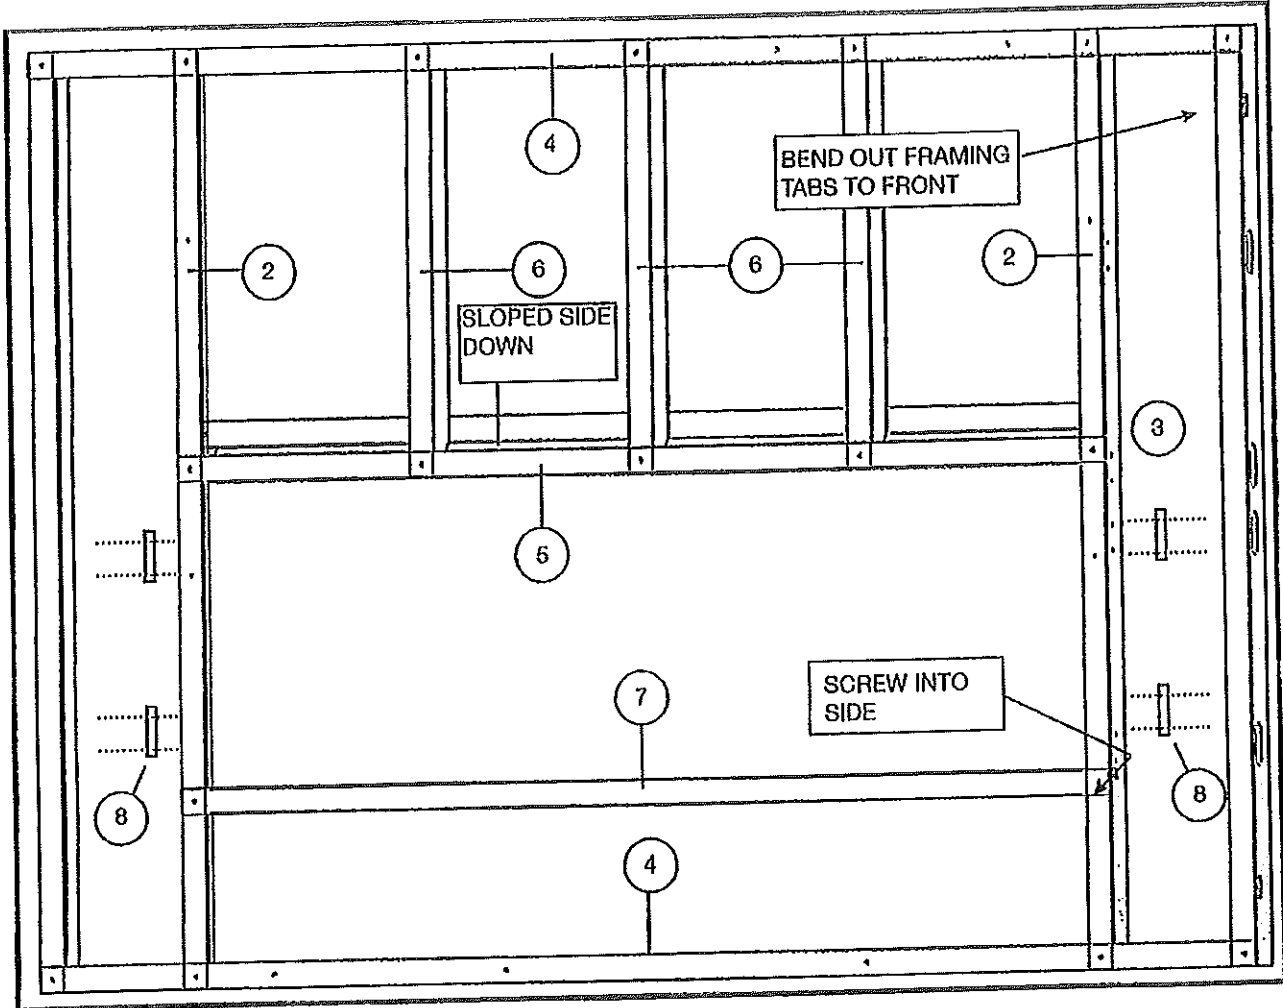 4
BEND OUT FRAMING
TABS TO FRONT
2
6
6
2
SLOPED SIDE
DOWN
3
5
7
SCREW INTO
SIDE
8
8
4